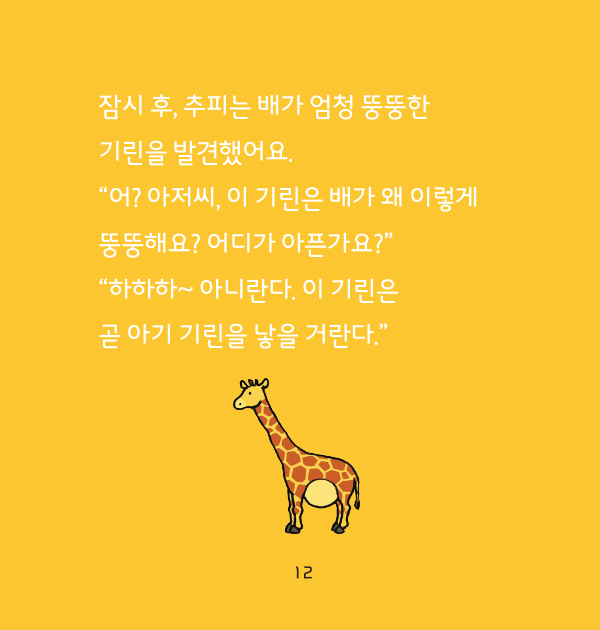 잠시 후, 추피는 배가 엄청 뚱뚱한
기린을 발견했어요.
“어? 아저씨, 이 기린은 배가 왜 이렇게
뚱뚱해요? 어디가 아픈가요?”
“하하하~ 아니란다. 이 기린은
곧 아기 기린을 낳을 거란다.”
12